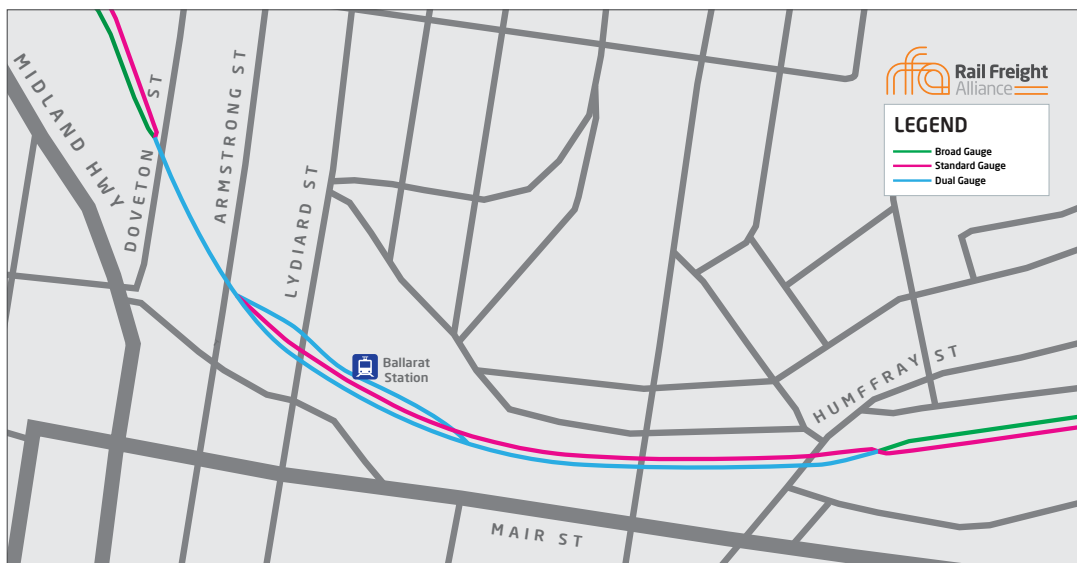 MIDLAND HWY
DOVETON ST
ARMSTRONG ST
LYDIARD ST
rfa Rail Freight
Alliance
LEGEND
Broad Gauge
Standard Gauge
Dual Gauge
Ballarat
Station
HUMFFRAY ST
MAIR ST